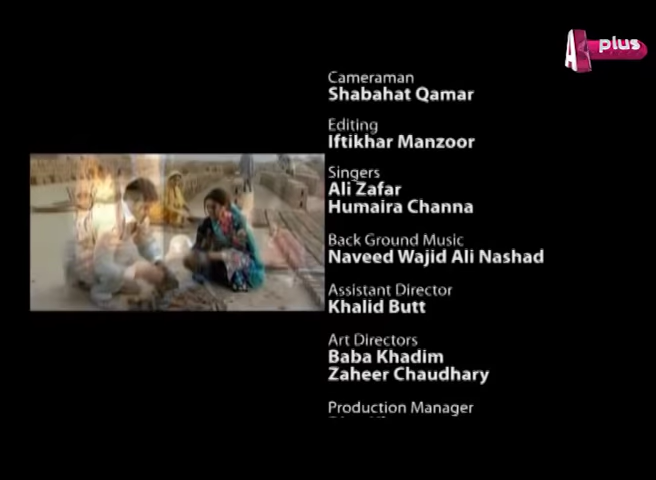 A plus
Cameraman
Shabahat Qamar
Editing
Iftikhar Manzoor
Singers
Ali Zafar
Humaira Channa
Back Ground Music
Naveed Wajid Ali Nashad
Assistant Director
Khalid Butt
Art Directors
Baba Khadim
Zaheer Chaudhary
Production Manager